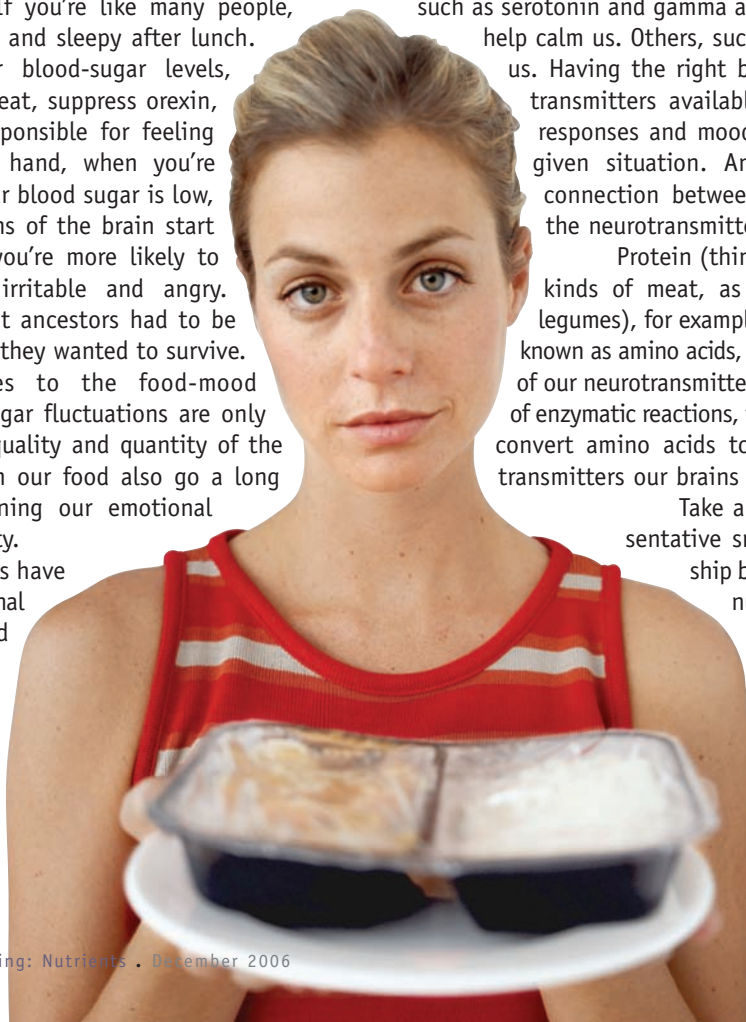 If you're like many people,
and sleepy after lunch.
blood-sugar levels,
eat, suppress orexin,
ponsible for feeling
hand, when you're
r blood sugar is low,
ns of the brain start
you're more likely to
irritable and angry.
t ancestors had to be
they wanted to survive.
es to the food-mood
gar fluctuations are only
uality and quantity of the
n our food also go a long
ning our emotional
ty.
s have
nal
d
such as serotonin and gamma a
help calm us. Others, suc
us. Having the right b
transmitters availabl
responses and mood
given situation. An
connection betwee
the neurotransmitte
Protein (thin
kinds of meat, as
legumes), for exampl
known as amino acids,
of our neurotransmitte
of enzymatic reactions,
convert amino acids to
transmitters our brains
Take a
sentative sn
ship b
n
ing: Nutrients . December 2006